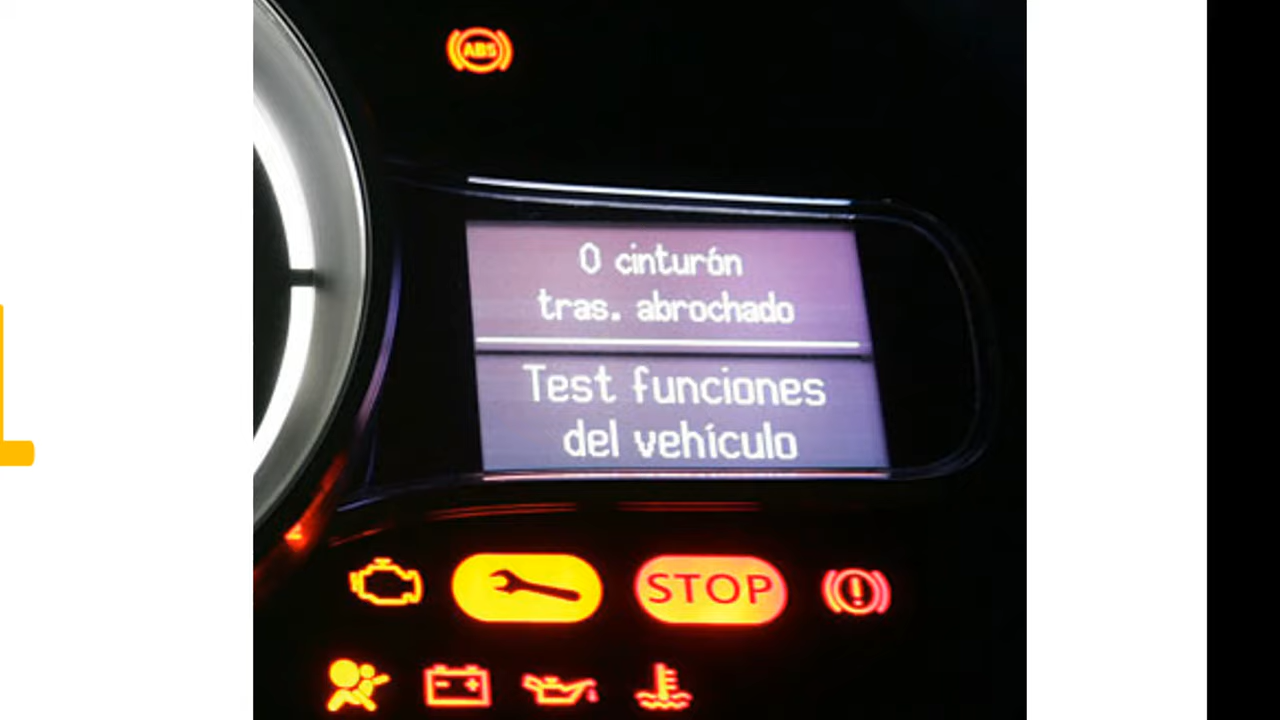 ABS
0 cinturón
tras. abrochado
Test funciones
del vehículo
STOP